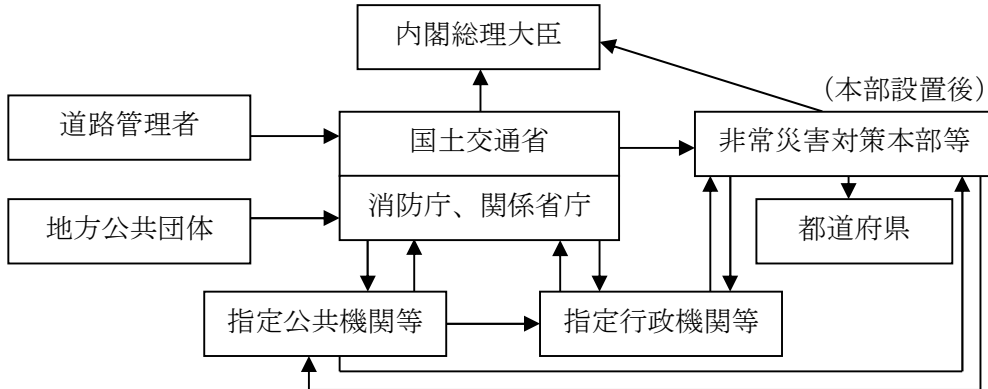 内閣総理大臣
(本部設置後)
道路管理者
国土交通省
非常災害対策本部等
地方公共団体
消防庁、関係省庁
都道府県
指定公共機関等
指定行政機関等